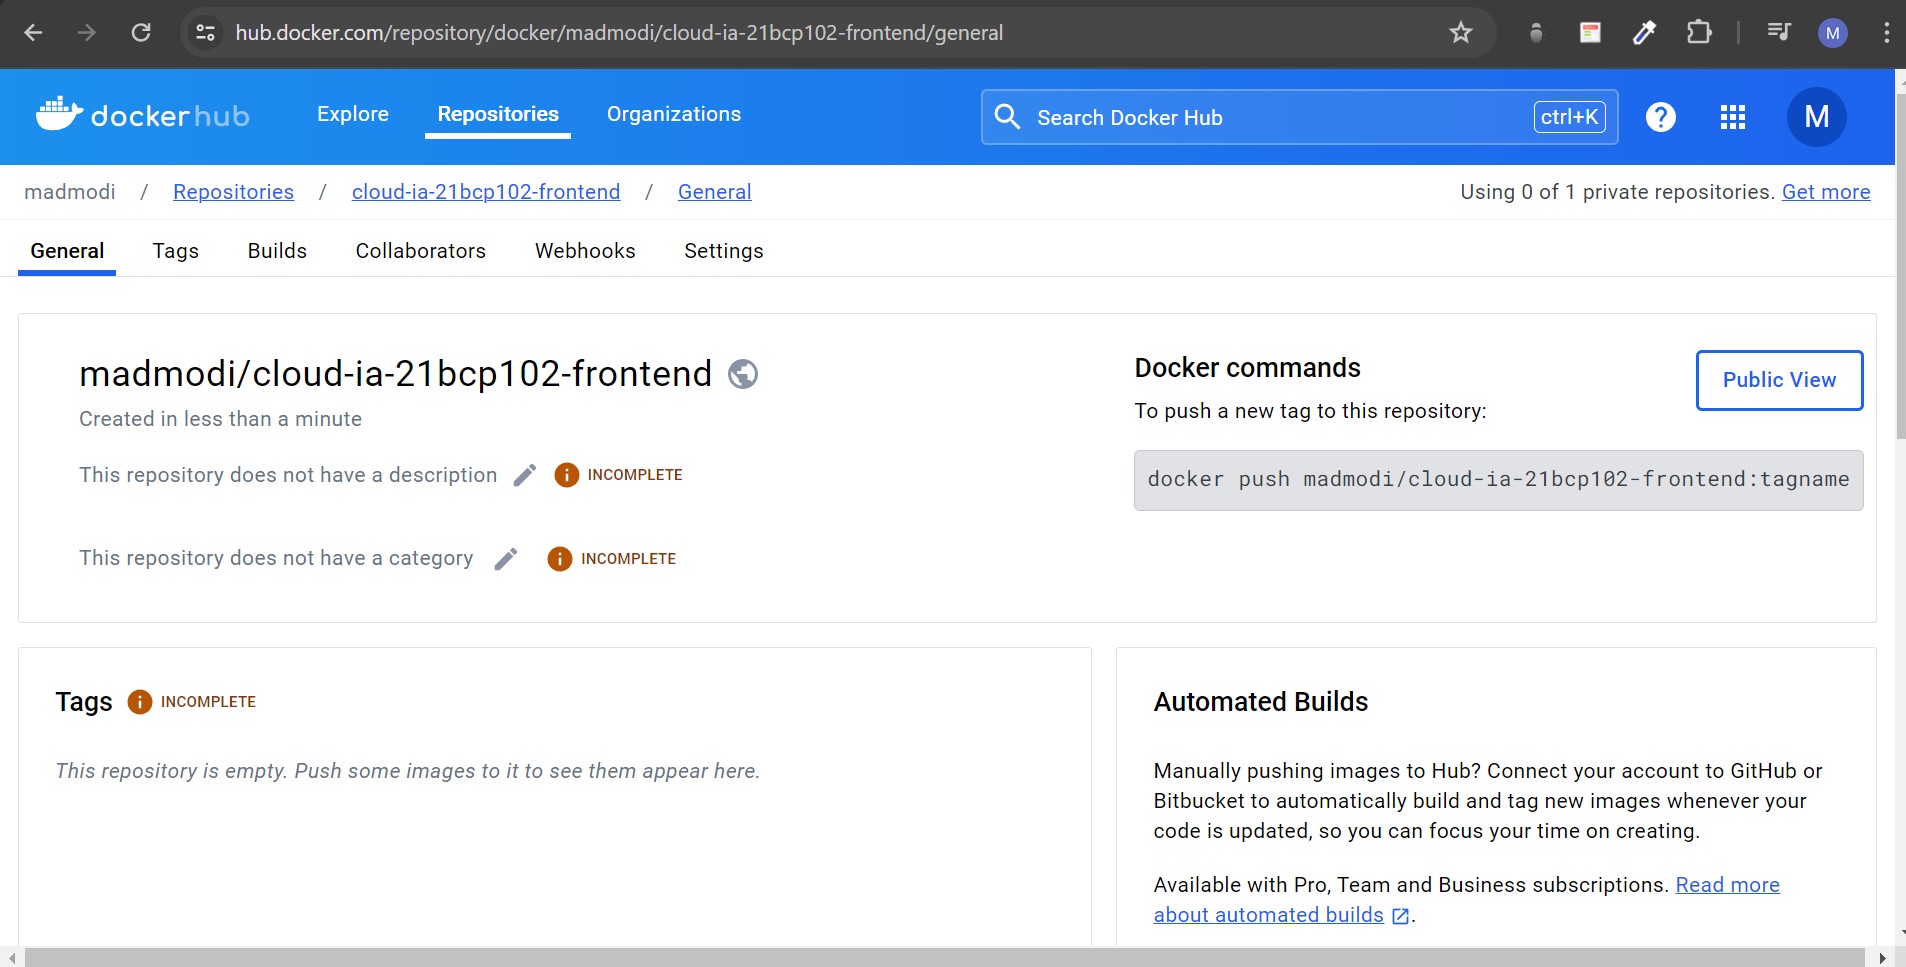 hub.docker.com/repository/docker/madmodi/cloud-ia-21bcp102-frontend/general
M
dockerhub Explore Repositories Organizations Search Docker Hub ctrl+K ? M
madmodi / Repositories / cloud-ia-21bcp102-frontend / General Using 0 of 1 private repositories. Get more
General Tags Builds Collaborators Webhooks Settings
madmodi/cloud-ia-21bcp102-frontend
Created in less than a minute
This repository does not have a description i INCOMPLETE
This repository does not have a category i INCOMPLETE
Docker commands
Public View
To push a new tag to this repository:
docker push madmodi/cloud-ia-21bcp102-frontend:tagname
Tags i INCOMPLETE
This repository is empty. Push some images to it to see them appear here.
Automated Builds
Manually pushing images to Hub? Connect your account to GitHub or
Bitbucket to automatically build and tag new images whenever your
code is updated, so you can focus your time on creating.
Available with Pro, Team and Business subscriptions. Read more
about automated builds.